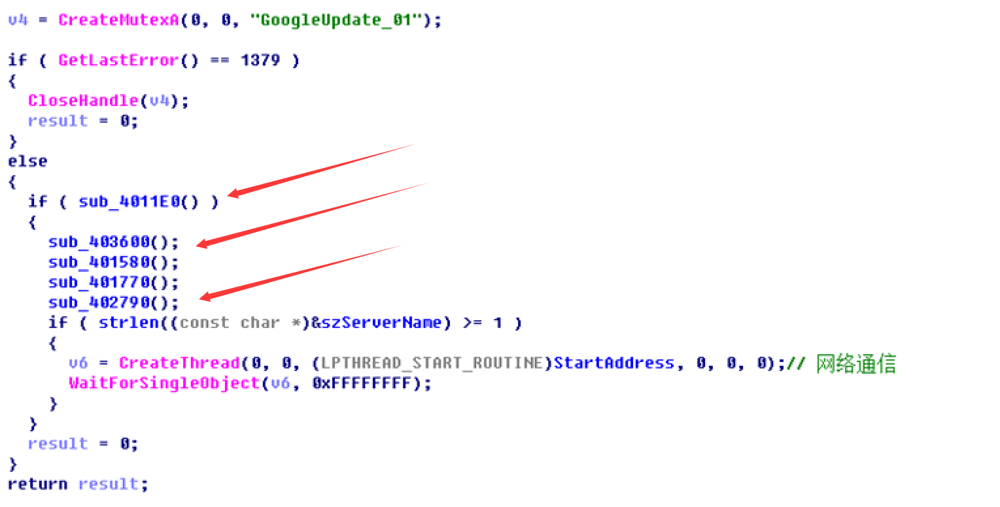 v4 = CreateMutexA(0, 0, "GoogleUpdate_01");
if ( GetLastError() == 1379 )
{
CloseHandle(v4);
result = 0;
}
else
{
if ( sub_4011E0() )
{
sub_403600();
sub_401580();
sub_401770();
sub_402790();
if ( strlen((const char *)&szServerName) >= 1 )
{
v6 = CreateThread(0, 0, (LPTHREAD_START_ROUTINE)StartAddress, 0, 0, 0);// 网络通信
WaitForSingleObject(v6, 0xFFFFFFFF);
}
}
result = 0;
}
return result;